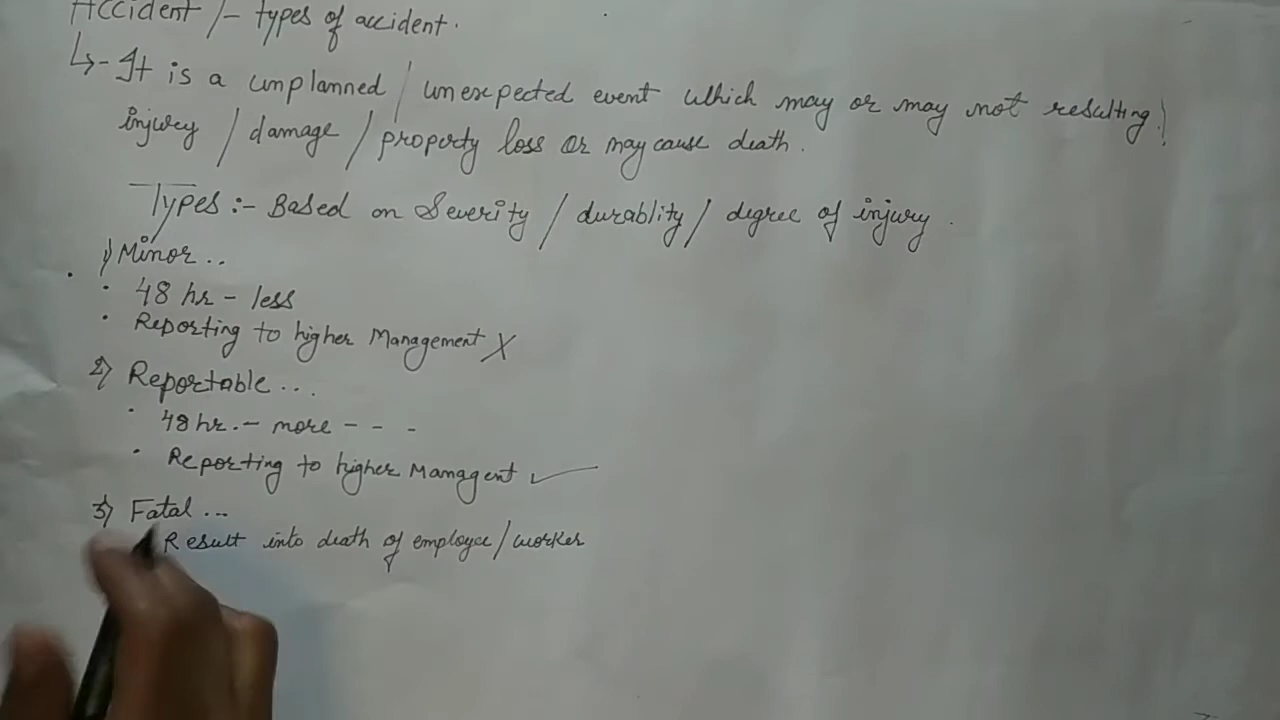 Accident /- types of accident.
↳ - It is a unplanned / unexpected event which may or may not resulting /
injury / damage / property loss or may cause death.
Types :- Based on Severity / durablity / degree of injury.
1) Minor ..
· 48 hr - less
· Reporting to higher Management X
2) Reportable ...
· 48 hr. - more - - -
· Reporting to higher Managent ✓
3) Fatal ...
Result into death of employee / worker